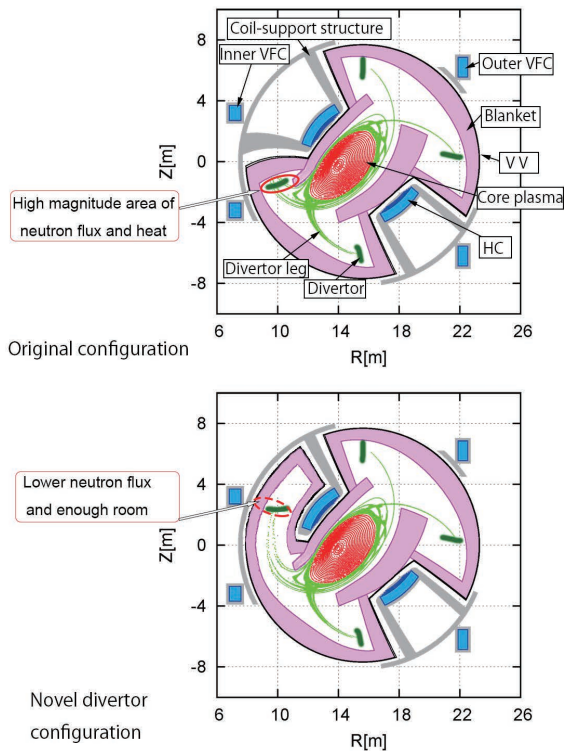 Coil-support structure
8
Inner VFC
Outer VFC
4
Blanket
Z[m]
0
V V
Core plasma
High magnitude area of
neutron flux and heat
-4
HC
Divertor leg
Divertor
-8
6 10 14 18 22 26
R[m]
Original configuration
8
Lower neutron flux
and enough room
4
Z[m]
0
-4
-8
6 10 14 18 22 26
R[m]
Novel divertor
configuration